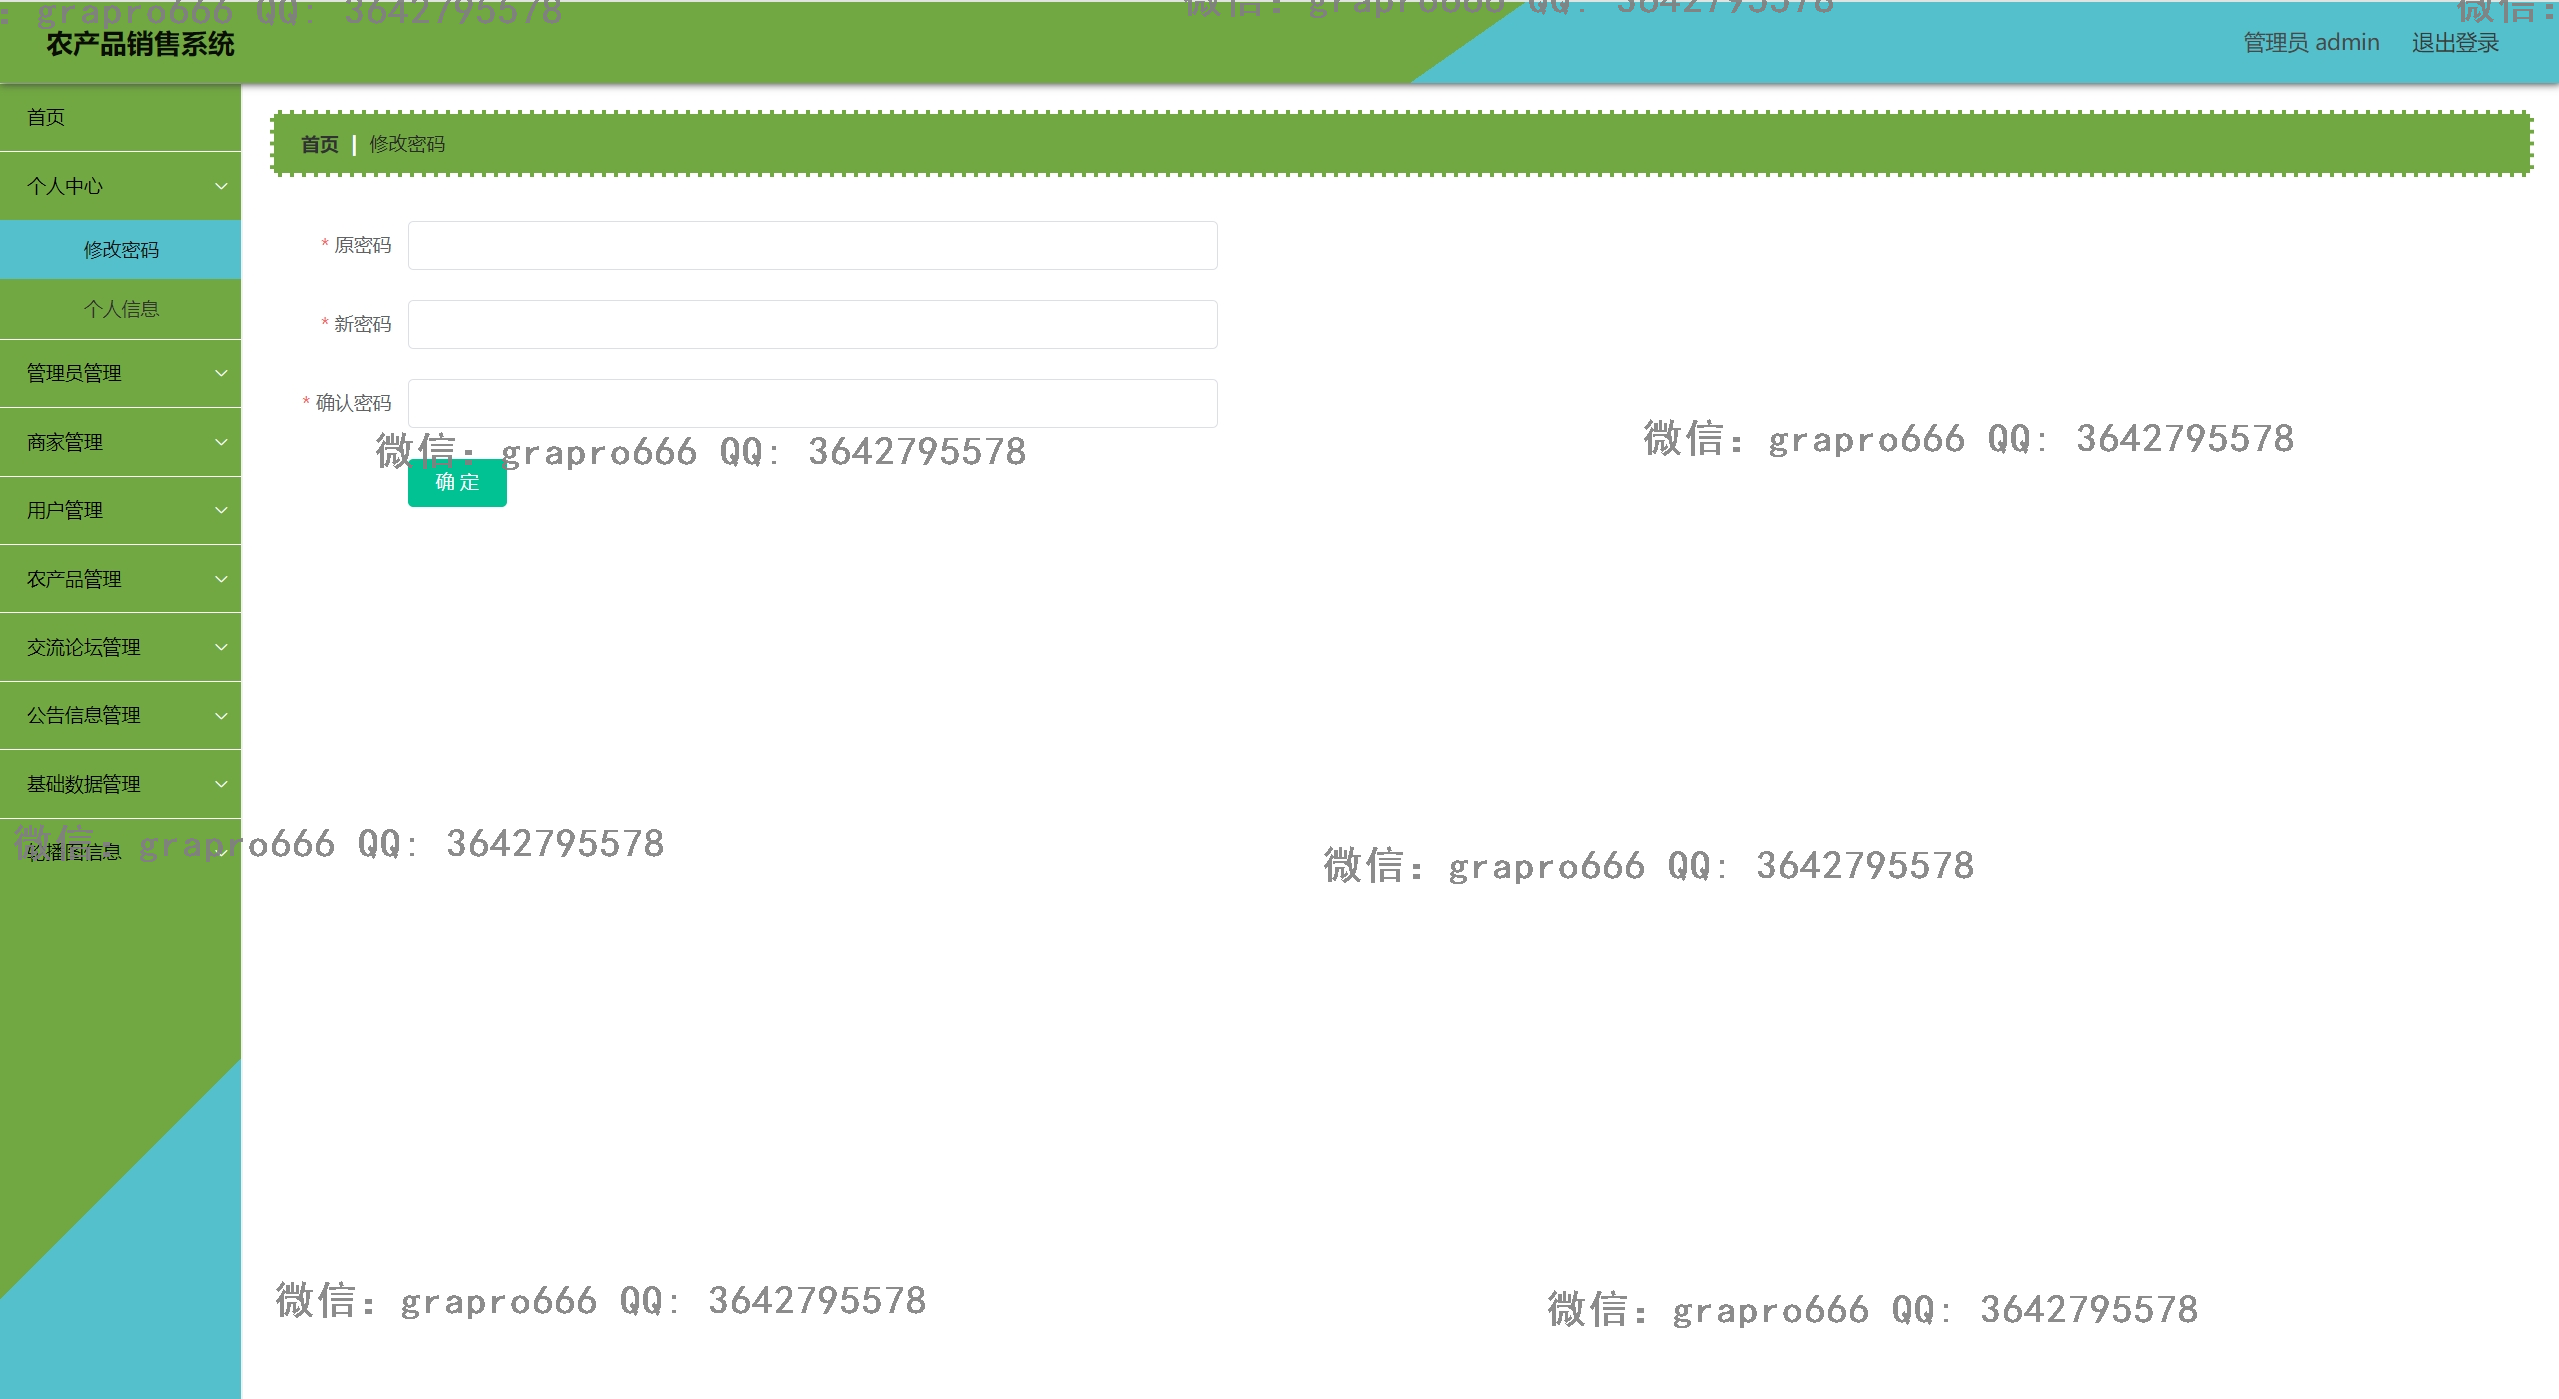 : grapro666 QQ: 3642795578
微信: grapro666 QQ: 3642795578
微信:
农产品销售系统
管理员 admin 退出登录
首页
首页 | 修改密码
个人中心
修改密码
个人信息
* 原密码
* 新密码
* 确认密码
微信: grapro666 QQ: 3642795578
微信: grapro666 QQ: 3642795578
确 定
管理员管理
商家管理
用户管理
农产品管理
交流论坛管理
公告信息管理
基础数据管理
轮播图信息
微信: grapro666 QQ: 3642795578
微信: grapro666 QQ: 3642795578
微信: grapro666 QQ: 3642795578
微信: grapro666 QQ: 3642795578